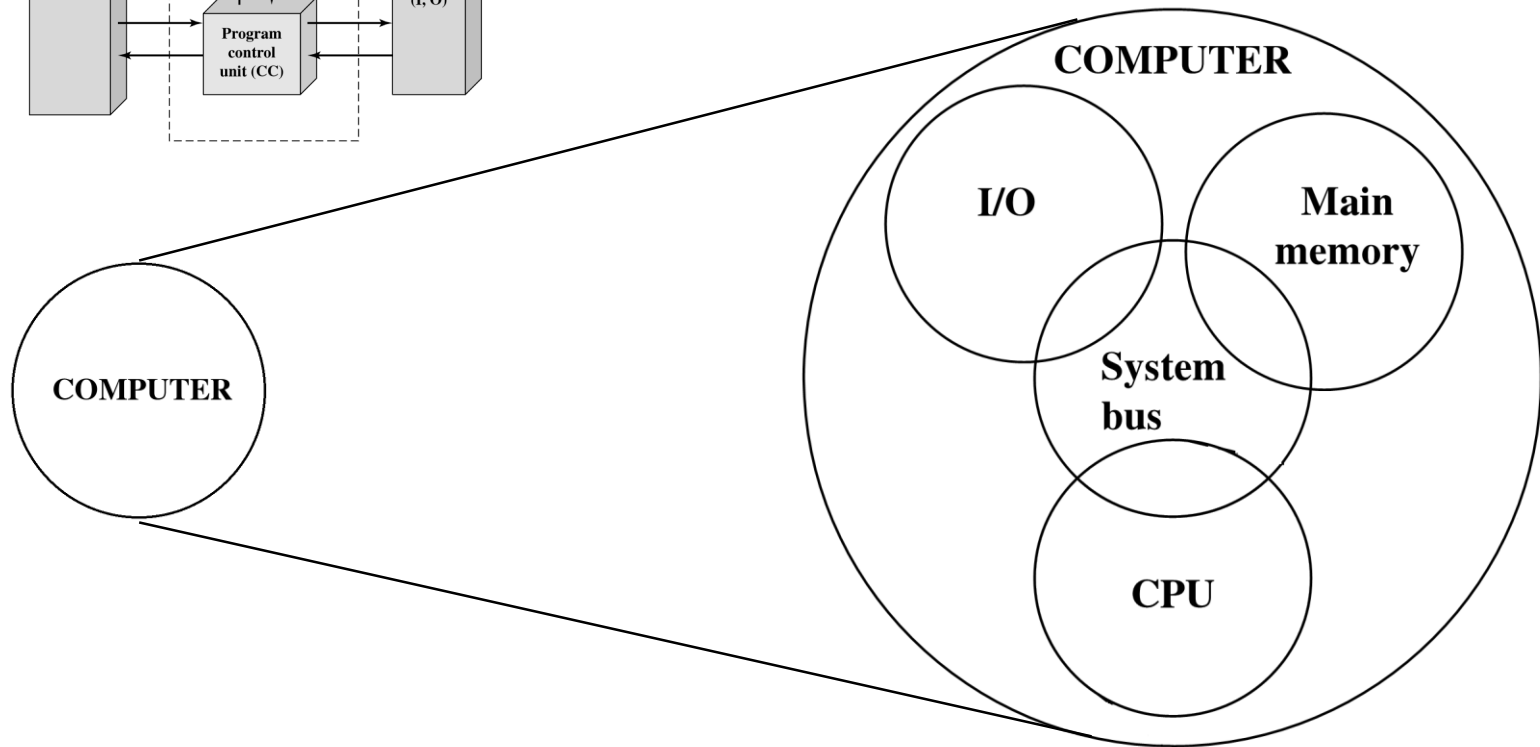 (I, O)
Program
control
unit (CC)
COMPUTER
COMPUTER
I/O
Main
memory
System
bus
CPU